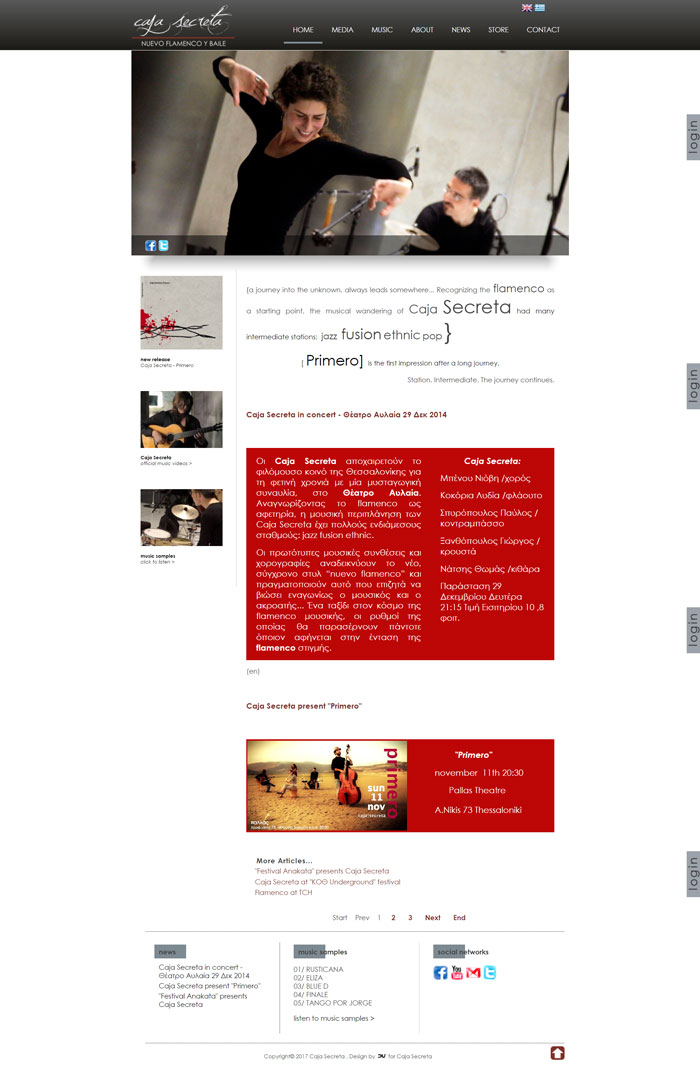 caja secreta
NUEVO FLAMENCO Y BAILE
HOME MEDIA MUSIC ABOUT NEWS STORE CONTACT
login
new release
Caja Secreta - Primero
Caja Secreta
official music videos >
music samples
click to listen >
(a journey into the unknown, always leads somewhere... Recognizing the flamenco as
a starting point, the musical wandering of Caja Secreta had many
intermediate stations: jazz fusion ethnic pop }
[ Primero] is the first impression after a long journey.
Station. Intermediate. The journey continues.
Caja Secreta in concert - Θέατρο Αυλαία 29 Δεκ 2014
Οι Caja Secreta αποχαιρετούν το
φιλόμουσο κοινό της Θεσσαλονίκης για
τη φετινή χρονιά με μία μυσταγωγική
συναυλία, στο Θέατρο Αυλαία.
Αναγνωρίζοντας το flamenco ως
αφετηρία, η μουσική περιπλάνηση των
Caja Secreta έχει πολλούς ενδιάμεσους
σταθμούς: jazz fusion ethnic.
Οι πρωτότυπες μουσικές συνθέσεις και
χορογραφίες αναδεικνύουν το νέο,
σύγχρονο στυλ "nuevo flamenco" και
πραγματοποιούν αυτό που επιζητά να
βιώσει εναγωνίως ο μουσικός και ο
ακροατής... Ένα ταξίδι στον κόσμο της
flamenco μουσικής, οι ρυθμοί της
οποίας θα παρασέρνουν πάντοτε
όποιον αφήνεται στην ένταση της
flamenco στιγμής.
Caja Secreta:
Μπένου Νιόβη /χορός
Κοκόρια Λυδία /φλάουτο
Σπυρόπουλος Παύλος /
κοντραμπάσσο
Ξανθόπουλος Γιώργος /
κρουστά
Νάτσης Θωμάς /κιθάρα
Παράσταση 29
Δεκεμβρίου Δευτέρα
21:15 Τιμή Εισιτηρίου 10 ,8
φοιτ.
(en)
Caja Secreta present "Primero"
primero
sun
11
nov
caja secreta
παλλας
"Primero"
november 11th 20:30
Pallas Theatre
A.Nikis 73 Thessaloniki
login
login
login
More Articles...
"Festival Anakata" presents Caja Secreta
Caja Secreta at "ΚΟΘ Underground" festival
Flamenco at TCH
Start Prev 1 2 3 Next End
news
Caja Secreta in concert -
Θέατρο Αυλαία 29 Δεκ 2014
Caja Secreta present "Primero"
"Festival Anakata" presents
Caja Secreta
music samples
01/ RUSTICANA
02/ ELIZA
03/ BLUE D
04/ FINALE
05/ TANGO POR JORGE
listen to music samples >
social networks
You Tube
Copyright© 2017 Caja Secreta . Design by for Caja Secreta